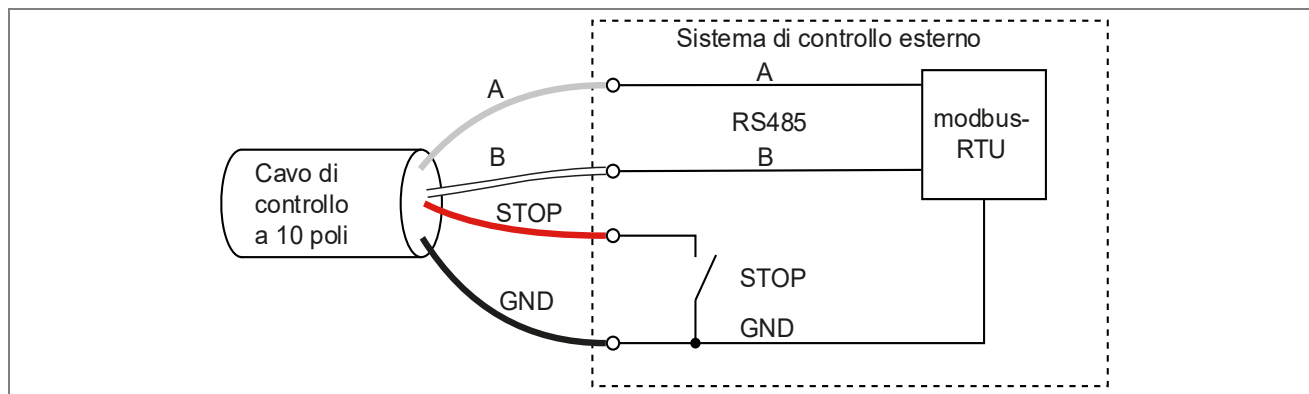 Sistema di controllo esterno
A
A
RS485
modbus-
RTU
B
B
Cavo di
controllo
a 10 poli
STOP
STOP
GND
GND